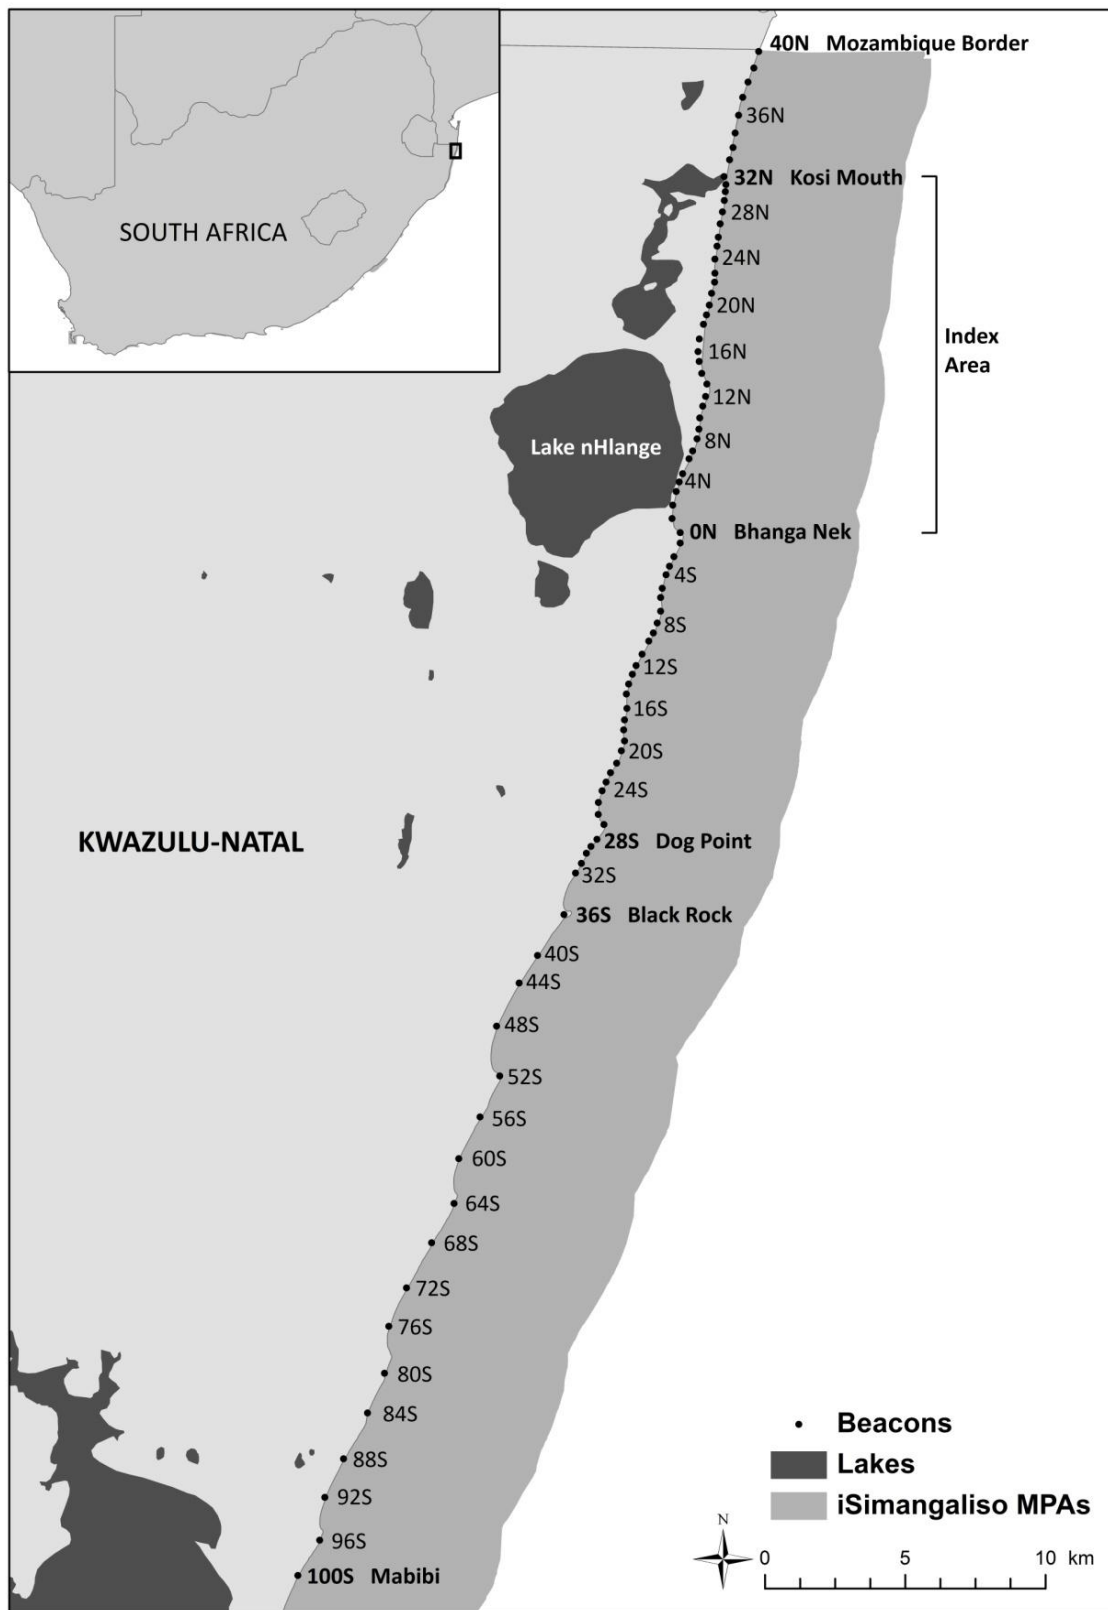 40N Mozambique Border
36N
32N Kosi Mouth
28N
SOUTH AFRICA
24N
20N
Index
Area
16N
12N
8N
Lake nHlange
4N
0N Bhanga Nek
4S
8S
12S
16S
20S
24S
KWAZULU-NATAL
28S Dog Point
32S
36S Black Rock
40S
44S
48S
52S
56S
60S
64S
68S
72S
76S
80S
84S
88S
92S
96S
100S Mabibi
Beacons
Lakes
iSimangaliso MPAs
N
0 5 10 km